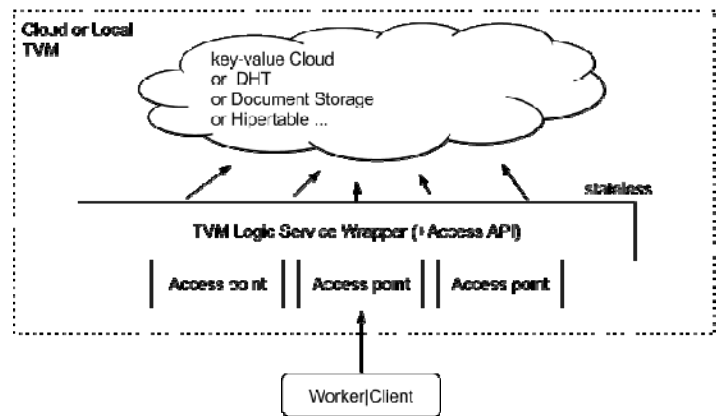 Cloud or Local
TVM
key-value Cloud
or DHT
or Document Storage
or Hipertable ...
stateless
TVM Logic Service Wrapper (+Access API)
Access point
Access point
Access point
Worker|Client